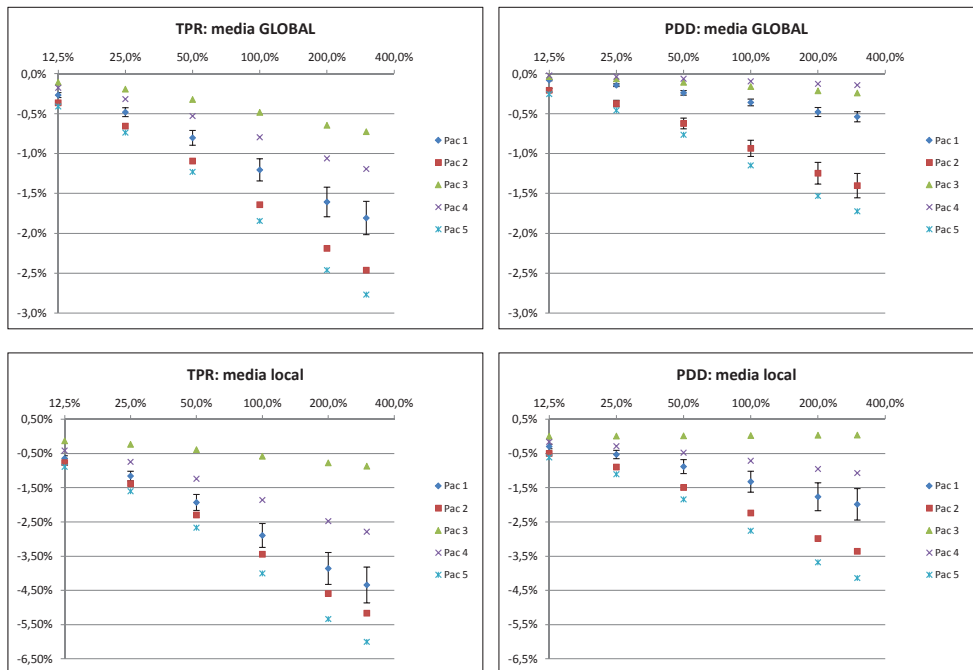 TPR: media GLOBAL
12,5% 25,0% 50,0% 100,0% 200,0% 400,0%
0,0%
-0,5%
-1,0%
-1,5%
-2,0%
-2,5%
-3,0%
Pac 1
Pac 2
Pac 3
Pac 4
Pac 5
PDD: media GLOBAL
12,5% 25,0% 50,0% 100,0% 200,0% 400,0%
0,0%
-0,5%
-1,0%
-1,5%
-2,0%
-2,5%
-3,0%
Pac 1
Pac 2
Pac 3
Pac 4
Pac 5
TPR: media local
12,5% 25,0% 50,0% 100,0% 200,0% 400,0%
0,50%
-0,50%
-1,50%
-2,50%
-3,50%
-4,50%
-5,50%
-6,50%
Pac 1
Pac 2
Pac 3
Pac 4
Pac 5
PDD: media local
12,5% 25,0% 50,0% 100,0% 200,0% 400,0%
0,5%
-0,5%
-1,5%
-2,5%
-3,5%
-4,5%
-5,5%
-6,5%
Pac 1
Pac 2
Pac 3
Pac 4
Pac 5